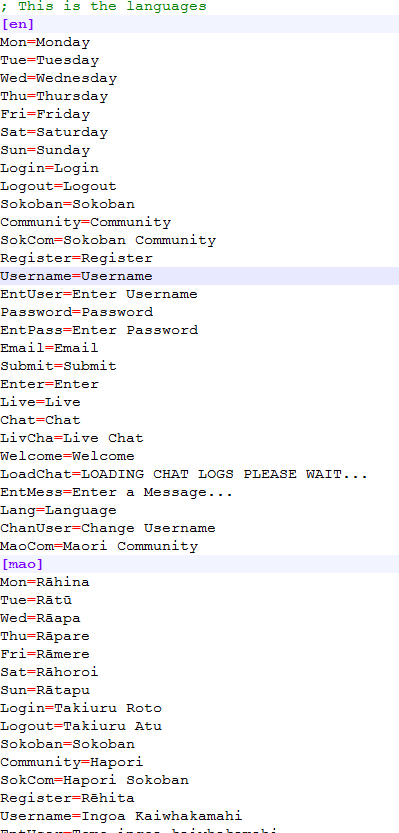 ; This is the languages
[en]
Mon=Monday
Tue=Tuesday
Wed=Wednesday
Thu=Thursday
Fri=Friday
Sat=Saturday
Sun=Sunday
Login=Login
Logout=Logout
Sokoban=Sokoban
Community=Community
SokCom=Sokoban Community
Register=Register
Username=Username
EntUser=Enter Username
Password=Password
EntPass=Enter Password
Email=Email
Submit=Submit
Enter=Enter
Live=Live
Chat=Chat
LivCha=Live Chat
Welcome=Welcome
LoadChat=LOADING CHAT LOGS PLEASE WAIT...
EntMess=Enter a Message...
Lang=Language
ChanUser=Change Username
MaoCom=Maori Community
[mao]
Mon=Rāhina
Tue=Rātū
Wed=Rāapa
Thu=Rāpare
Fri=Rāmere
Sat=Rāhoroi
Sun=Rātapu
Login=Takiuru Roto
Logout=Takiuru Atu
Sokoban=Sokoban
Community=Hapori
SokCom=Hapori Sokoban
Register=Rēhita
Username=Ingoa Kaiwhakamahi